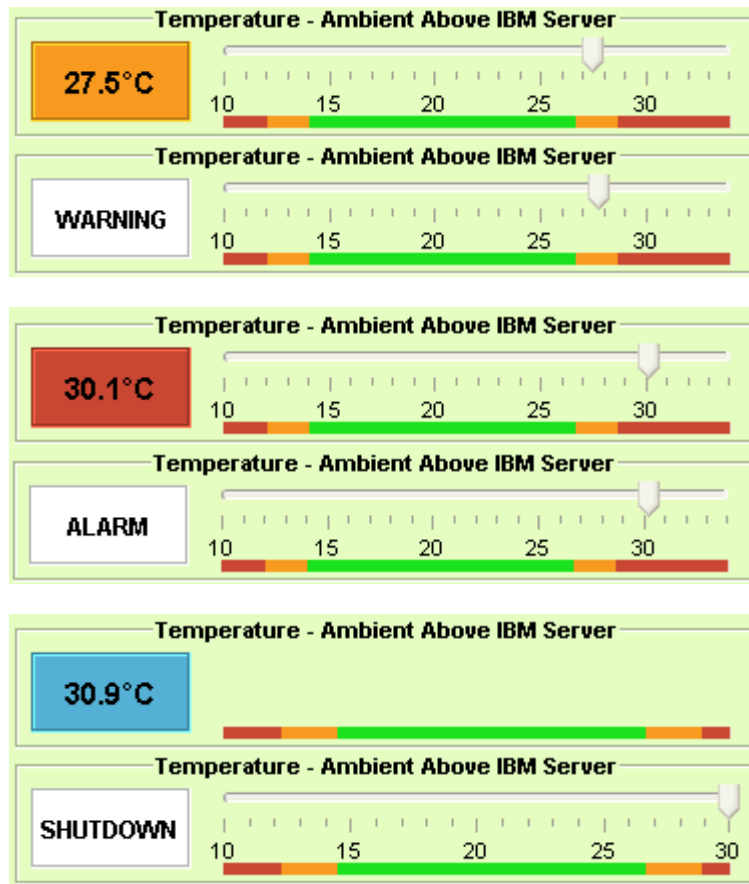 Temperature - Ambient Above IBM Server
27.5°C
10 15 20 25 30
Temperature - Ambient Above IBM Server
WARNING
10 15 20 25 30
Temperature - Ambient Above IBM Server
30.1°C
10 15 20 25 30
Temperature - Ambient Above IBM Server
ALARM
10 15 20 25 30
Temperature - Ambient Above IBM Server
30.9°C
Temperature - Ambient Above IBM Server
SHUTDOWN
10 15 20 25 30